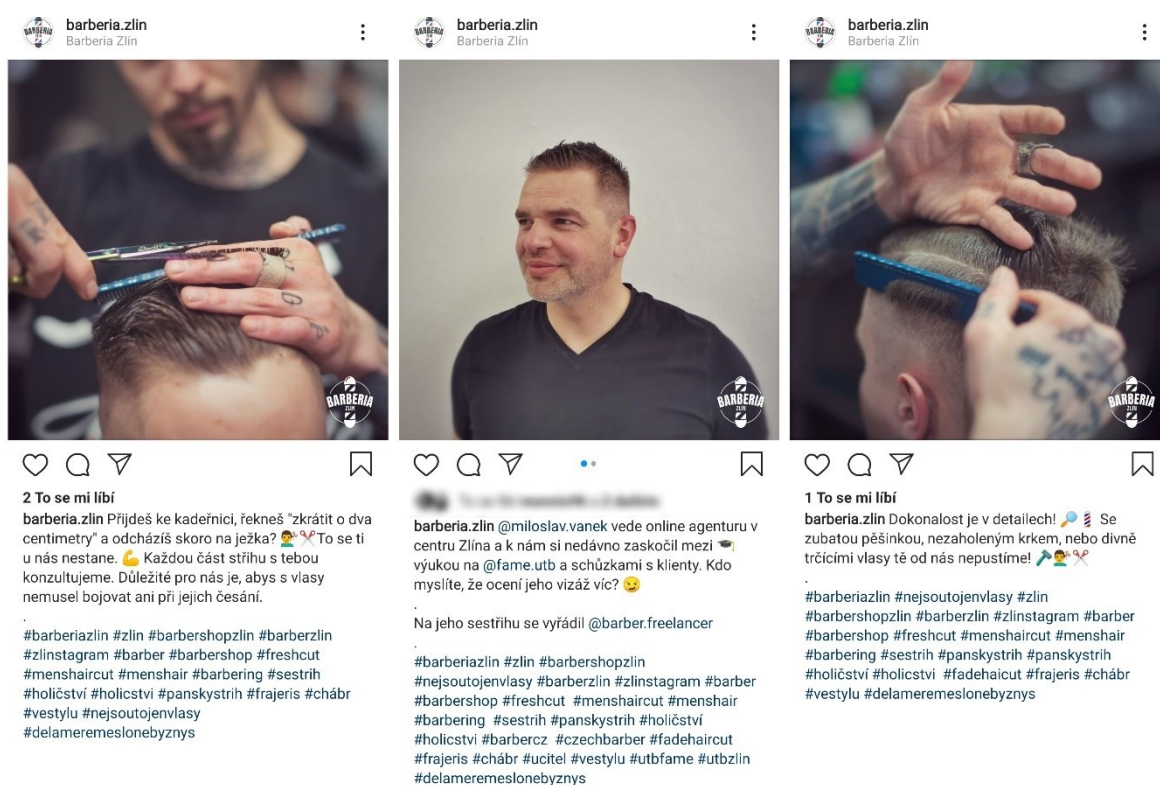 barberia.zlin
Barberia Zlín
BARBERIA
ZLIN
2 To se mi líbí
barberia.zlin Přijdeš ke kadeřnici, řekneš "zkrátit o dva
centimetry" a odcházíš skoro na ježka? 💇‍♂️✂️To se ti
u nás nestane. 💪 Každou část střihu s tebou
konzultujeme. Důležité pro nás je, abys s vlasy
nemusel bojovat ani při jejich česání.
.
#barberiazlin #zlin #barbershopzlin #barberzlin
#zlinstagram #barber #barbershop #freshcut
#menshaircut #menshair #barbering #sestrih
#holičství #holicstvi #panskystrih #frajeris #chábr
#vestylu #nejsoutojenvlasy
#delameremeslonebyznys
barberia.zlin
Barberia Zlín
BARBERIA
ZLIN
barberia.zlin @miloslav.vanek vede online agenturu v
centru Zlína a k nám si nedávno zaskočil mezi 🎓
výukou na @fame.utb a schůzkami s klienty. Kdo
myslíte, že ocení jeho vizáž víc? 😏
.
Na jeho sestřihu se vyřádil @barber.freelancer
.
#barberiazlin #zlin #barbershopzlin
#nejsoutojenvlasy #barberzlin #zlinstagram #barber
#barbershop #freshcut #menshaircut #menshair
#barbering #sestrih #panskystrih #holičství
#holicstvi #barbercz #czechbarber #fadehaircut
#frajeris #chábr #ucitel #vestylu #utbfame #utbzlin
#delameremeslonebyznys
barberia.zlin
Barberia Zlín
BARBERIA
ZLIN
1 To se mi líbí
barberia.zlin Dokonalost je v detailech! 🔎💈 Se
zubatou pěšinkou, nezaholeným krkem, nebo divně
trčícími vlasy tě od nás nepustíme! 🪒💇‍♂️✂️
.
#barberiazlin #nejsoutojenvlasy #zlin
#barbershopzlin #barberzlin #zlinstagram #barber
#barbershop #freshcut #menshaircut #menshair
#barbering #sestrih #panskystrih #panskystrih
#holičství #holicstvi #fadehaicut #frajeris #chábr
#vestylu #delameremeslonebyznys